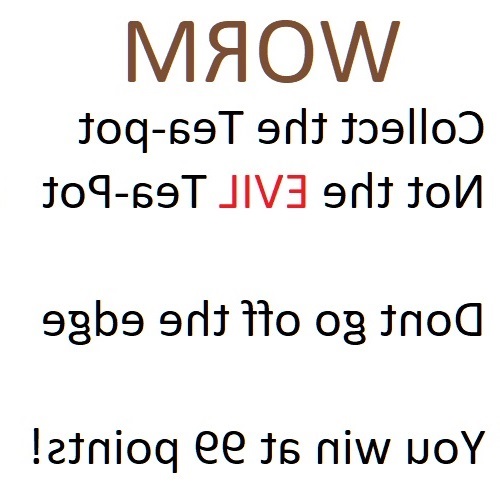 WORM
Collect the Tea-pot
Not the EVIL Tea-Pot
Dont go off the edge
You win at 99 points!